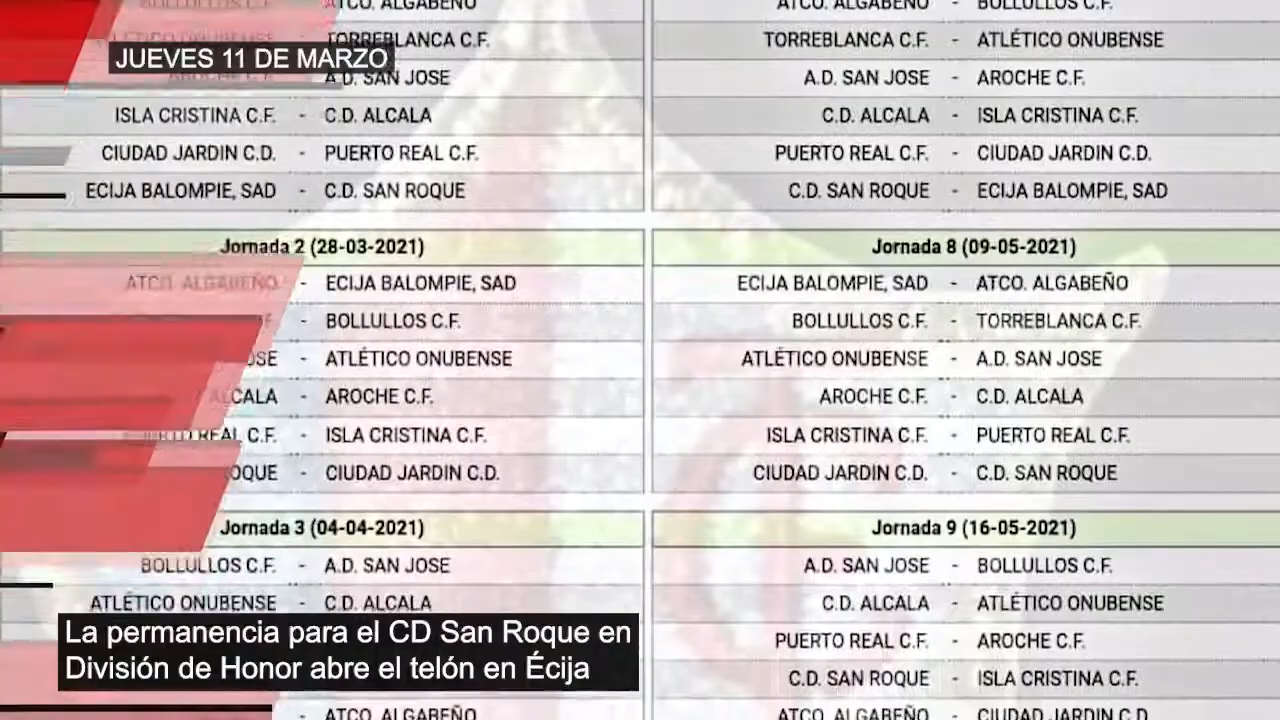 BOLLULLOS C.F. - ATCO. ALGABEÑO
TORREBLANCA C.F.
JUEVES 11 DE MARZO
AROCHE C.F. - A.D. SAN JOSE
ISLA CRISTINA C.F. - C.D. ALCALA
CIUDAD JARDIN C.D. - PUERTO REAL C.F.
ECIJA BALOMPIE, SAD - C.D. SAN ROQUE
Jornada 2 (28-03-2021)
ATCO. ALGABEÑO - ECIJA BALOMPIE, SAD
- BOLLULLOS C.F.
- ATLÉTICO ONUBENSE
ALCALA - AROCHE C.F.
REAL C.F. - ISLA CRISTINA C.F.
ROQUE - CIUDAD JARDIN C.D.
Jornada 3 (04-04-2021)
BOLLULLOS C.F. - A.D. SAN JOSE
ATLÉTICO ONUBENSE - C.D. ALCALA
La permanencia para el CD San Roque en
División de Honor abre el telón en Écija
- ATCO. ALGABEÑO
ATCO. ALGABEÑO - BOLLULLOS C.F.
TORREBLANCA C.F. - ATLÉTICO ONUBENSE
A.D. SAN JOSE - AROCHE C.F.
C.D. ALCALA - ISLA CRISTINA C.F.
PUERTO REAL C.F. - CIUDAD JARDIN C.D.
C.D. SAN ROQUE - ECIJA BALOMPIE, SAD
Jornada 8 (09-05-2021)
ECIJA BALOMPIE, SAD - ATCO. ALGABEÑO
BOLLULLOS C.F. - TORREBLANCA C.F.
ATLÉTICO ONUBENSE - A.D. SAN JOSE
AROCHE C.F. - C.D. ALCALA
ISLA CRISTINA C.F. - PUERTO REAL C.F.
CIUDAD JARDIN C.D. - C.D. SAN ROQUE
Jornada 9 (16-05-2021)
A.D. SAN JOSE - BOLLULLOS C.F.
C.D. ALCALA - ATLÉTICO ONUBENSE
PUERTO REAL C.F. - AROCHE C.F.
C.D. SAN ROQUE - ISLA CRISTINA C.F.
ATCO. ALGABEÑO - CIUDAD JARDIN C.D.